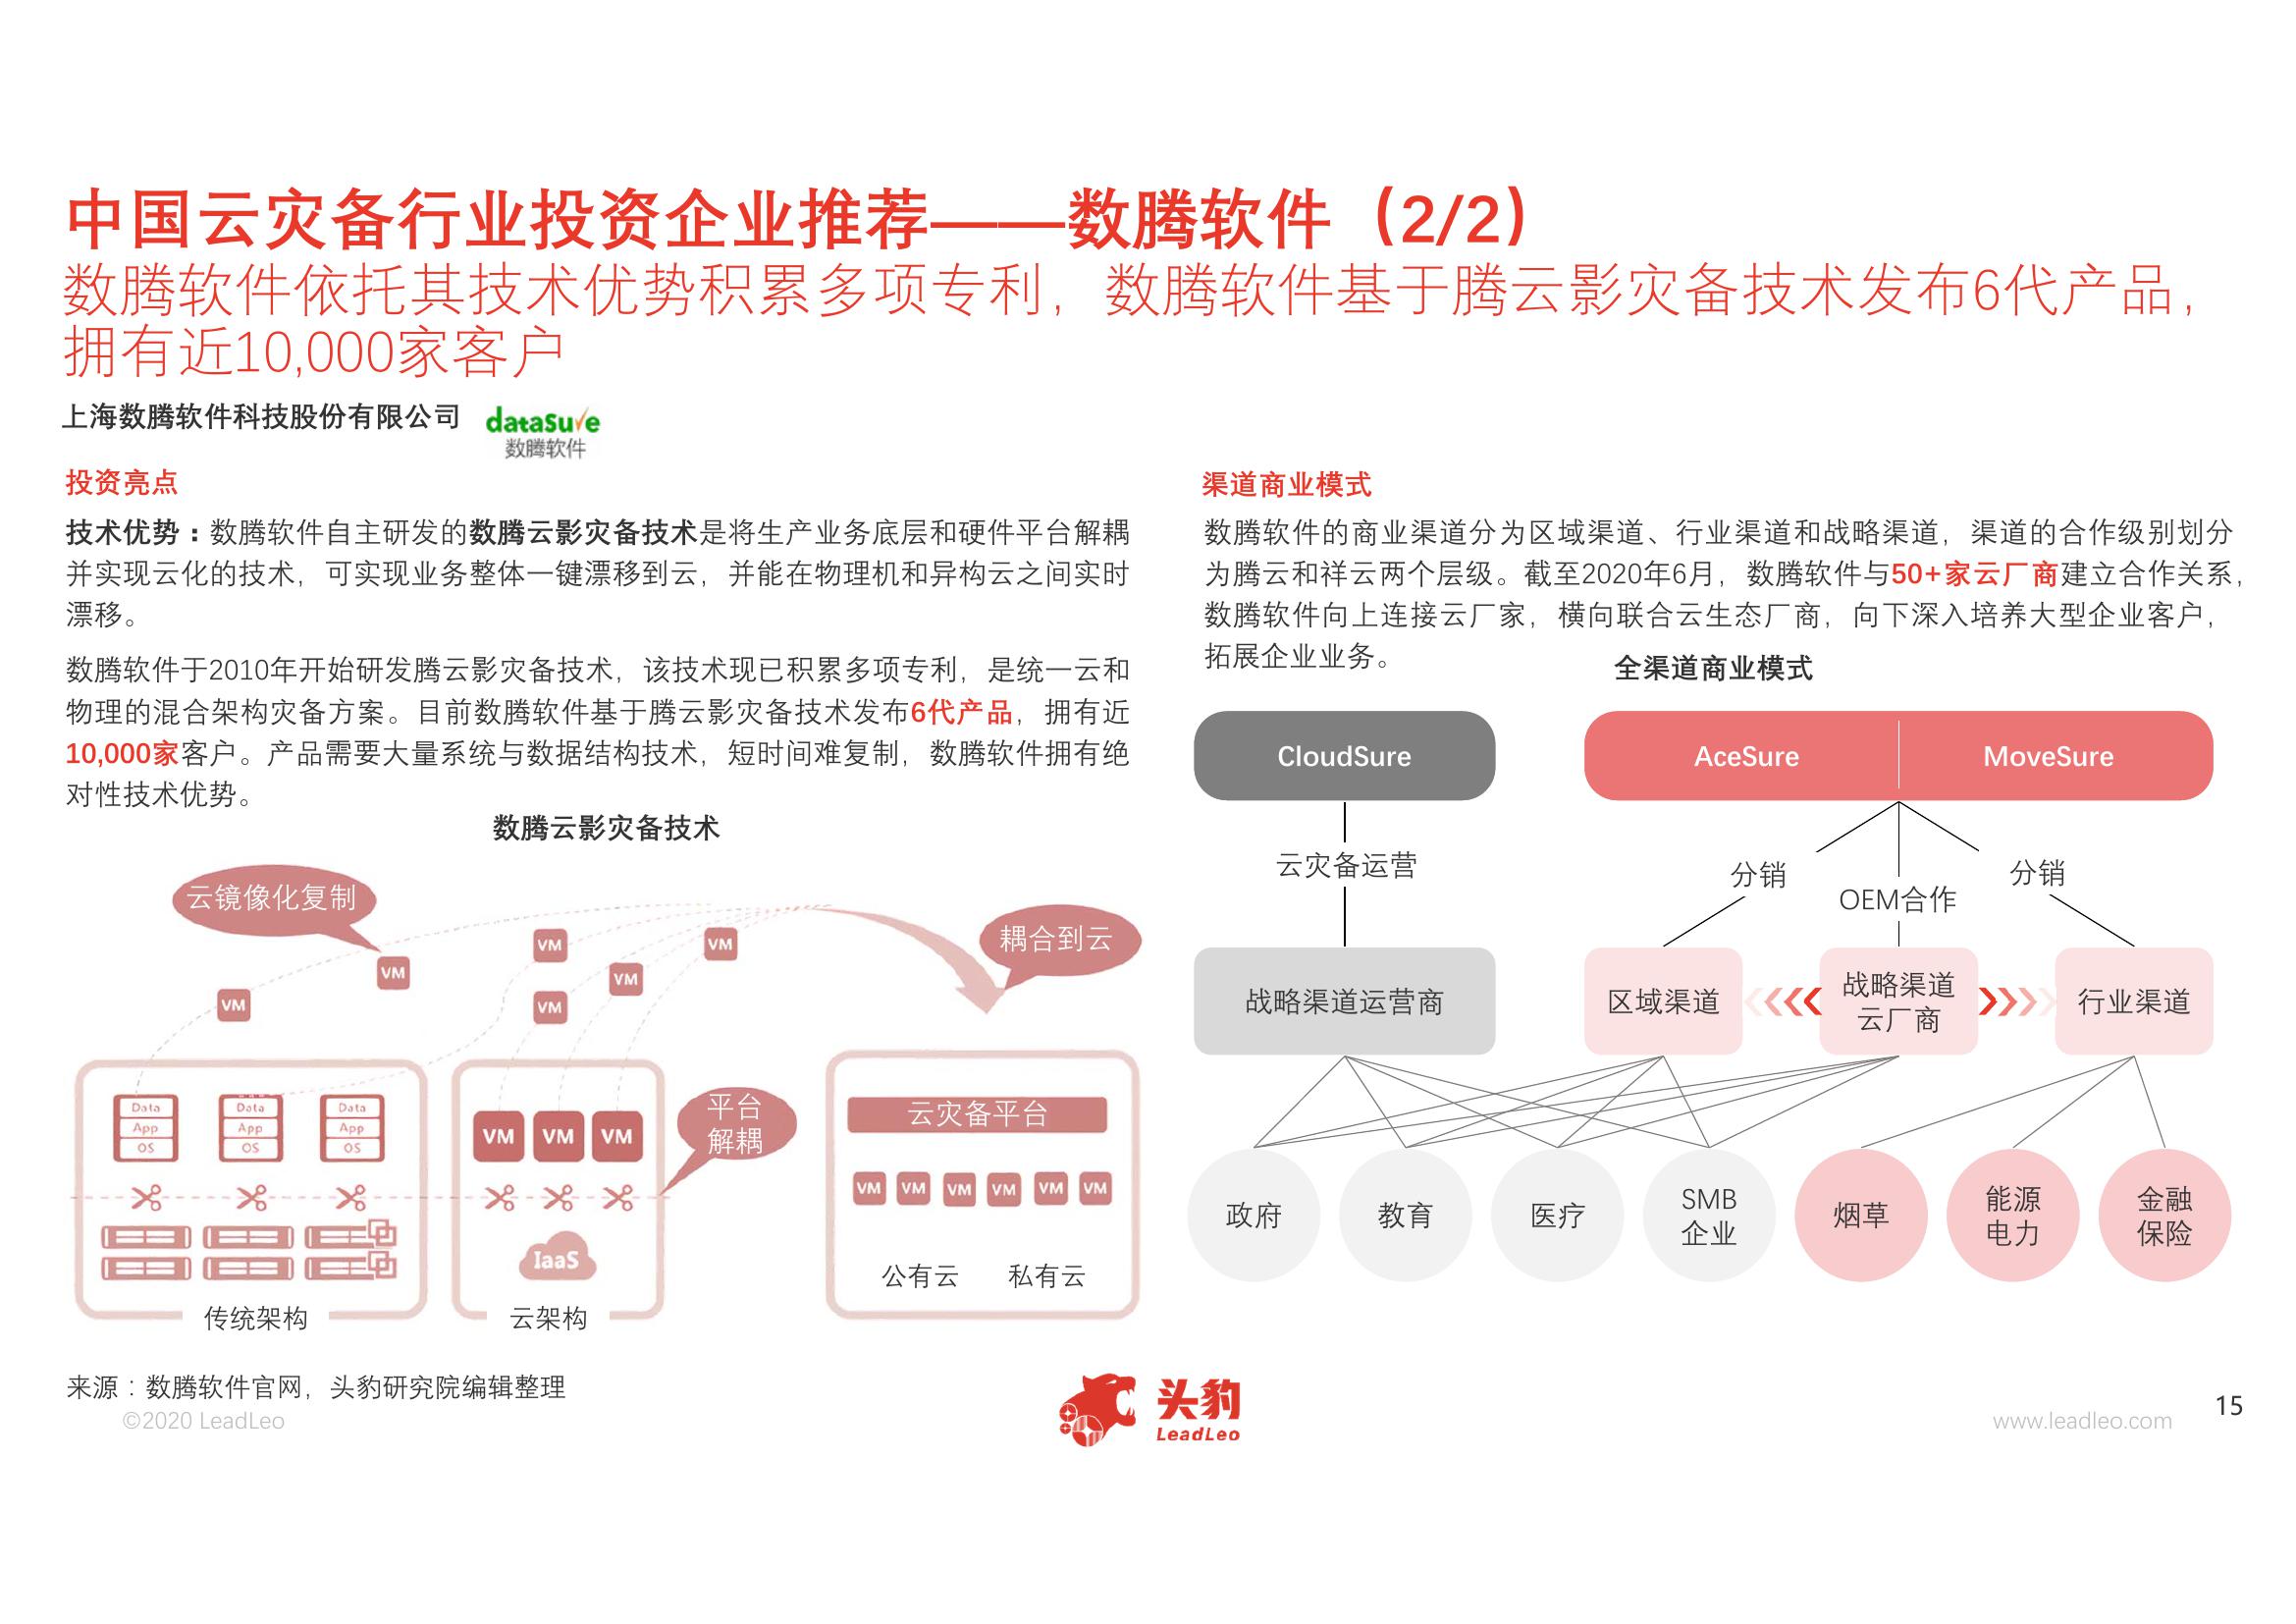 中国云灾备行业投资企业推荐——数腾软件（2/2）
数腾软件依托其技术优势积累多项专利，数腾软件基于腾云影灾备技术发布6代产品，
拥有近10,000家客户
上海数腾软件科技股份有限公司
dataSure
数腾软件
投资亮点
技术优势：数腾软件自主研发的数腾云影灾备技术是将生产业务底层和硬件平台解耦
并实现云化的技术，可实现业务整体一键漂移到云，并能在物理机和异构云之间实时
漂移。
数腾软件于2010年开始研发腾云影灾备技术，该技术现已积累多项专利，是统一云和
物理的混合架构灾备方案。目前数腾软件基于腾云影灾备技术发布6代产品，拥有近
10,000家客户。产品需要大量系统与数据结构技术，短时间难复制，数腾软件拥有绝
对性技术优势。
数腾云影灾备技术
云镜像化复制
耦合到云
VM
VM
VM
VM
VM
VM
Data
App
OS
Data
App
OS
Data
App
OS
VM
VM
VM
平台
解耦
IaaS
传统架构
云架构
云灾备平台
VM
VM
VM
VM
VM
VM
公有云
私有云
渠道商业模式
数腾软件的商业渠道分为区域渠道、行业渠道和战略渠道，渠道的合作级别划分
为腾云和祥云两个层级。截至2020年6月，数腾软件与50+家云厂商建立合作关系，
数腾软件向上连接云厂家，横向联合云生态厂商，向下深入培养大型企业客户，
拓展企业业务。
全渠道商业模式
CloudSure
AceSure
MoveSure
云灾备运营
分销
OEM合作
分销
战略渠道运营商
区域渠道
战略渠道
云厂商
行业渠道
政府
教育
医疗
SMB
企业
烟草
能源
电力
金融
保险
来源：数腾软件官网，头豹研究院编辑整理
©2020 LeadLeo
头豹
LeadLeo
www.leadleo.com
15